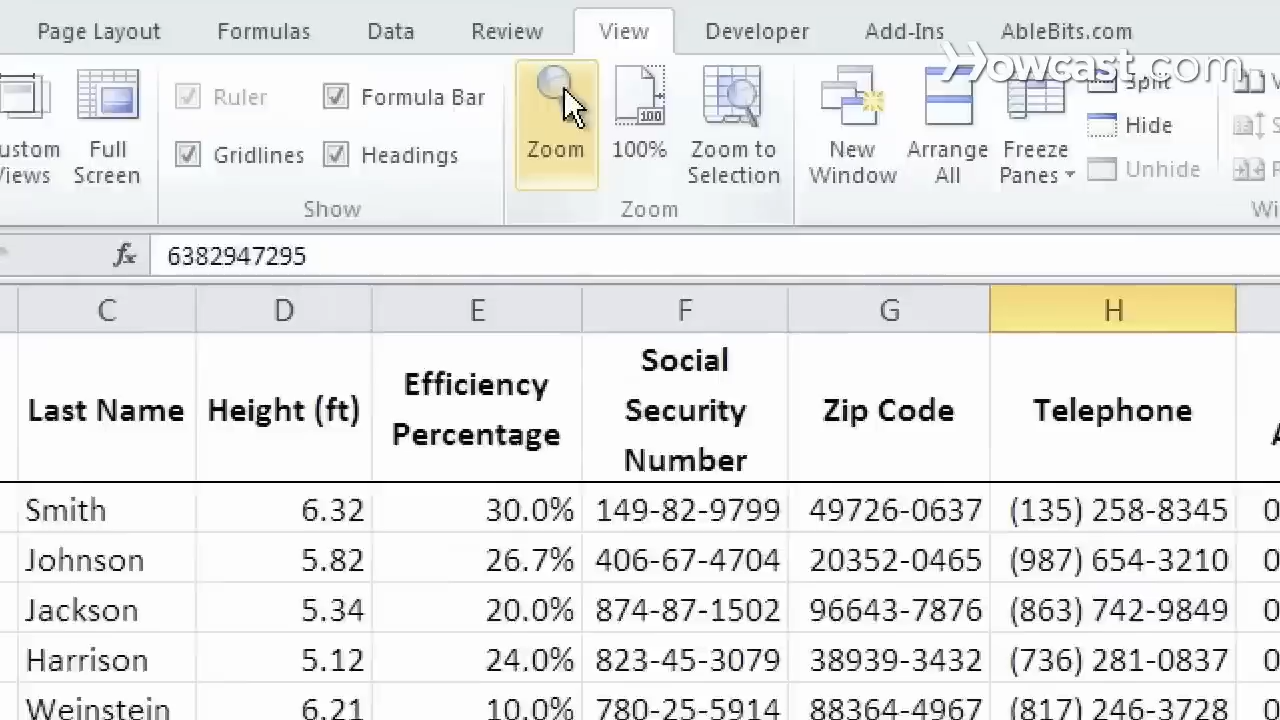 Page Layout Formulas Data Review View Developer Add-Ins AbleBits.com
Howcast.com
Ruler Formula Bar Split
Gridlines Headings Hide
Unhide
ustom Full Zoom 100% Zoom to New Arrange Freeze
Views Screen Selection Window All Panes
Show Zoom Wi
fx 6382947295
C D E F G H
Last Name Height (ft) Efficiency Percentage Social Security Number Zip Code Telephone
Smith 6.32 30.0% 149-82-9799 49726-0637 (135) 258-8345 0
Johnson 5.82 26.7% 406-67-4704 20352-0465 (987) 654-3210 0
Jackson 5.34 20.0% 874-87-1502 96643-7876 (863) 742-9849 0
Harrison 5.12 24.0% 823-45-3079 38939-3432 (736) 281-0837 0
Weinstein 6.21 10.0% 780-25-5914 88364-4967 (817) 246-3728